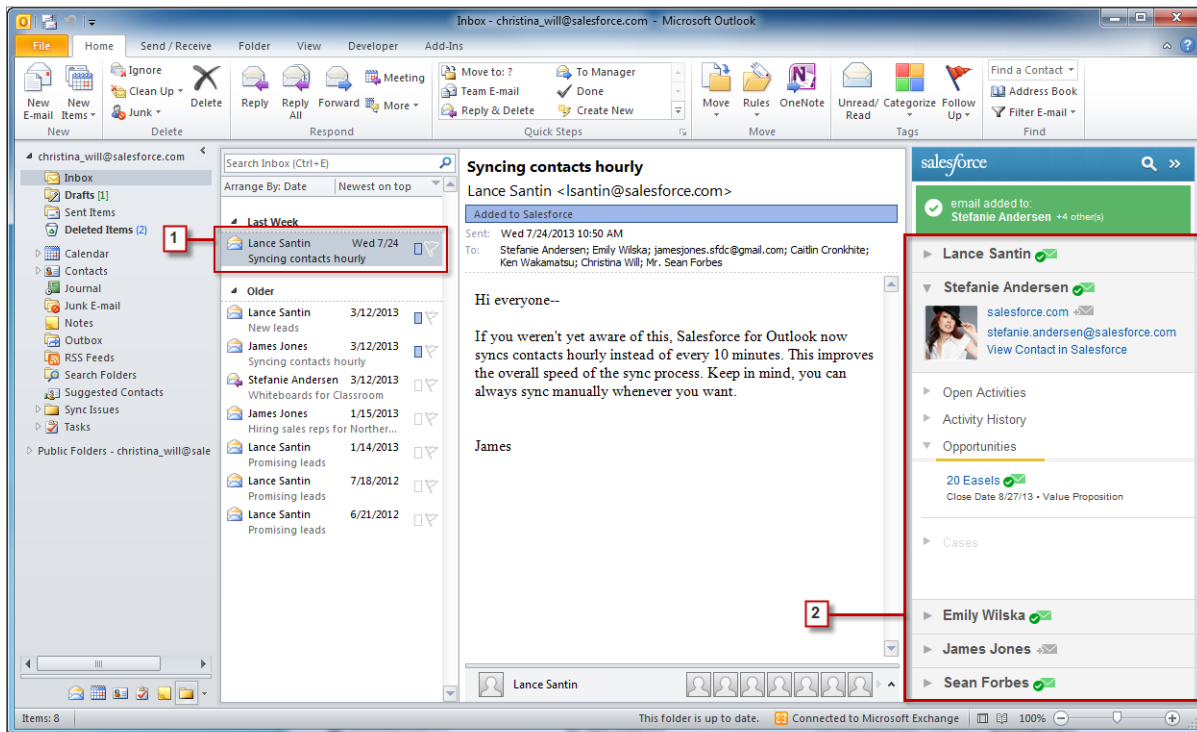 Inbox - christina_will@salesforce.com - Microsoft Outlook
File Home Send / Receive Folder View Developer Add-Ins
New E-mail
New Items
New
Ignore
Clean Up
Junk
Delete
Delete
Reply
Reply All
Forward
Meeting
More
Respond
Move to: ?
Team E-mail
Reply & Delete
To Manager
Done
Create New
Quick Steps
Move
Rules
OneNote
Move
Unread/ Read
Categorize
Follow Up
Tags
Find a Contact
Address Book
Filter E-mail
Find
christina_will@salesforce.com
Inbox
Drafts [1]
Sent Items
Deleted Items (2)
Calendar
Contacts
Journal
Junk E-mail
Notes
Outbox
RSS Feeds
Search Folders
Suggested Contacts
Sync Issues
Tasks
Public Folders - christina_will@sale
1
Search Inbox (Ctrl+E)
Arrange By: Date Newest on top
Last Week
Lance Santin Wed 7/24
Syncing contacts hourly
Older
Lance Santin 3/12/2013
New leads
James Jones 3/12/2013
Syncing contacts hourly
Stefanie Andersen 3/12/2013
Whiteboards for Classroom
James Jones 1/15/2013
Hiring sales reps for Norther...
Lance Santin 1/14/2013
Promising leads
Lance Santin 7/18/2012
Promising leads
Lance Santin 6/21/2012
Promising leads
Syncing contacts hourly
Lance Santin <lsantin@salesforce.com>
Added to Salesforce
Sent: Wed 7/24/2013 10:50 AM
To: Stefanie Andersen; Emily Wilska; jamesjones.sfdc@gmail.com; Caitlin Cronkhite;
Ken Wakamatsu; Christina Will; Mr. Sean Forbes
Hi everyone--
If you weren't yet aware of this, Salesforce for Outlook now
syncs contacts hourly instead of every 10 minutes. This improves
the overall speed of the sync process. Keep in mind, you can
always sync manually whenever you want.
James
Lance Santin
salesforce
email added to:
Stefanie Andersen +4 other(s)
Lance Santin
Stefanie Andersen
salesforce.com
stefanie.andersen@salesforce.com
View Contact in Salesforce
Open Activities
Activity History
Opportunities
20 Easels
Close Date 8/27/13 • Value Proposition
Cases
2
Emily Wilska
James Jones
Sean Forbes
Items: 8
This folder is up to date.
Connected to Microsoft Exchange
100%